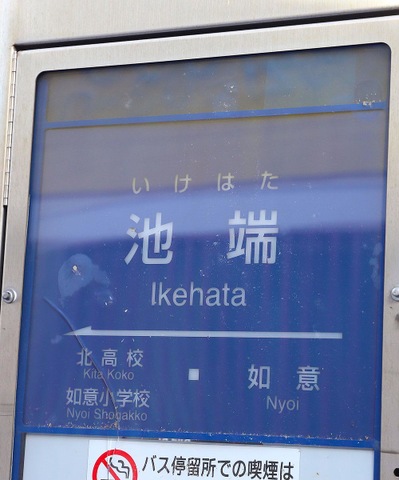 いけはた
池端
Ikehata
北高校
Kita Koko
如意小学校
Nyoi Shogakko
如意
Nyoi
バス停留所での喫煙は